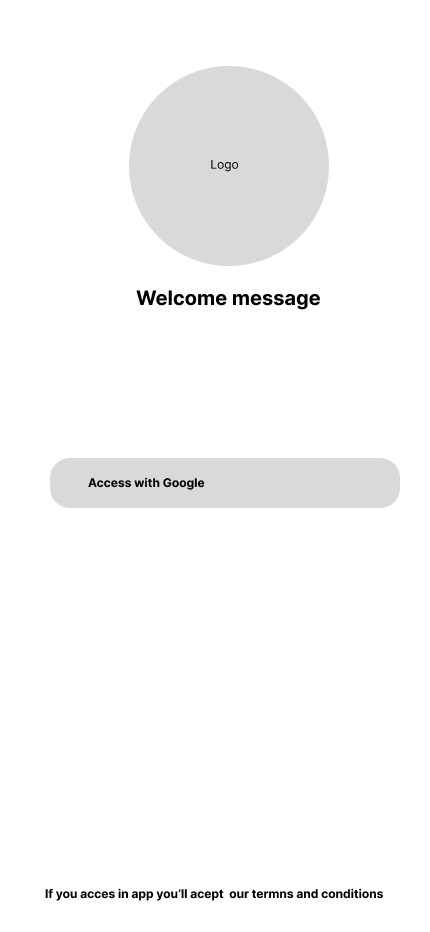 Logo
Welcome message
Access with Google
If you acces in app you'll acept  our termns and conditions